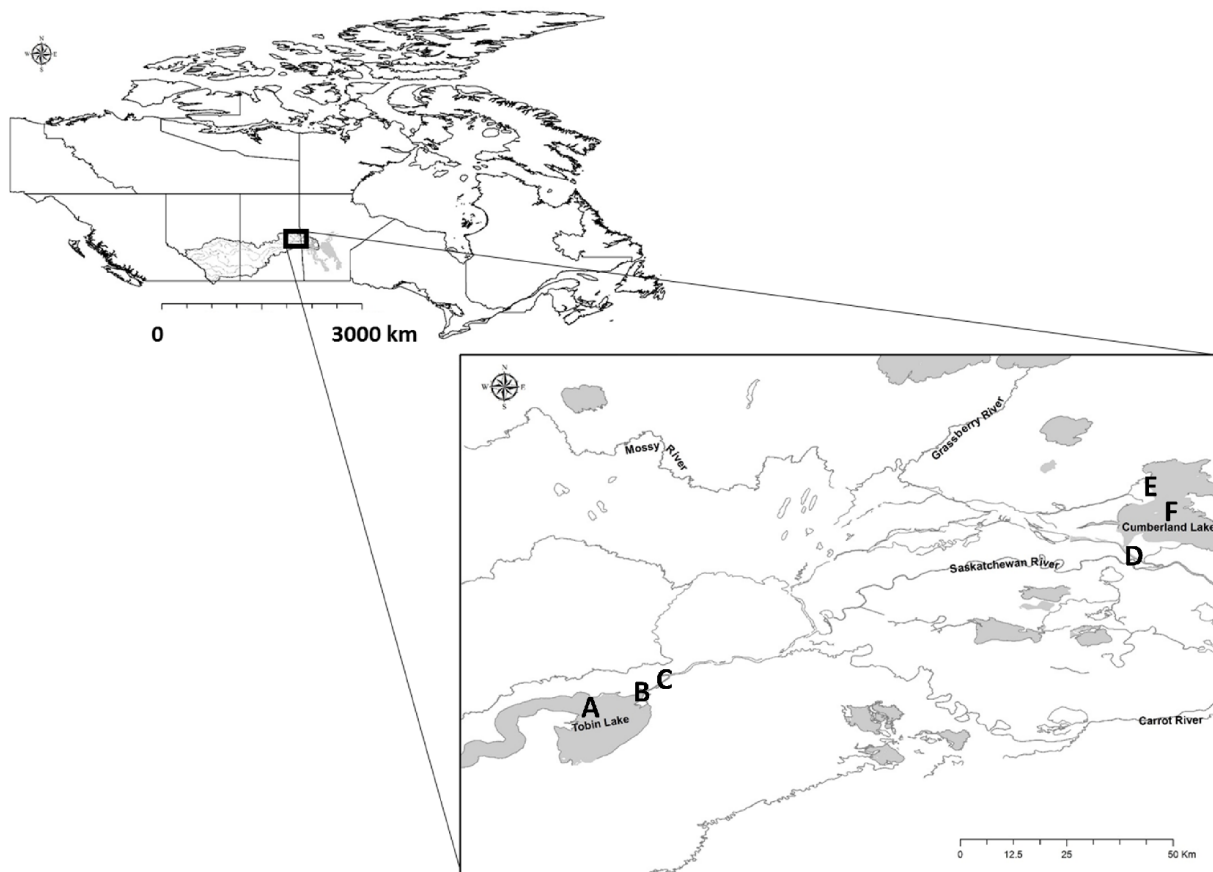 N
W E
S
0 3000 km
N
W E
S
Grassberry River
Mossy River
E
F
Cumberland Lake
D
Saskatchewan River
C
B
A
Tobin Lake
Carrot River
0 12.5 25 50 Km